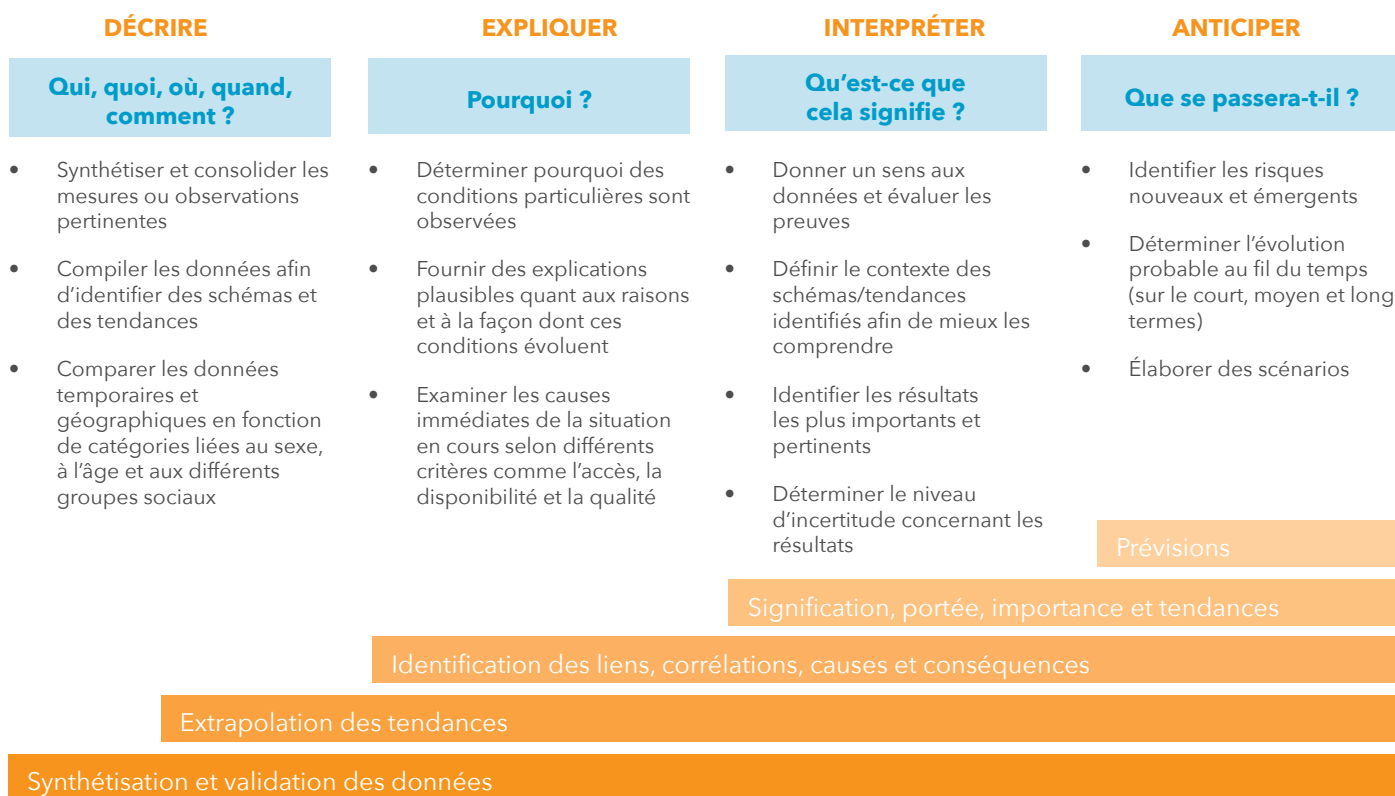 DÉCRIRE
Qui, quoi, où, quand,
comment ?
• Synthétiser et consolider les
mesures ou observations
pertinentes
• Compiler les données afin
d'identifier des schémas et
des tendances
• Comparer les données
temporaires et
géographiques en fonction
de catégories liées au sexe,
à l'âge et aux différents
groupes sociaux
EXPLIQUER
Pourquoi ?
• Déterminer pourquoi des
conditions particulières sont
observées
• Fournir des explications
plausibles quant aux raisons
et à la façon dont ces
conditions évoluent
• Examiner les causes
immédiates de la situation
en cours selon différents
critères comme l'accès, la
disponibilité et la qualité
INTERPRÉTER
Qu'est-ce que
cela signifie ?
• Donner un sens aux
données et évaluer les
preuves
• Définir le contexte des
schémas/tendances
identifiés afin de mieux les
comprendre
• Identifier les résultats
les plus importants et
pertinents
• Déterminer le niveau
d'incertitude concernant les
résultats
ANTICIPER
Que se passera-t-il ?
• Identifier les risques
nouveaux et émergents
• Déterminer l'évolution
probable au fil du temps
(sur le court, moyen et long
termes)
• Élaborer des scénarios
Prévisions
Signification, portée, importance et tendances
Identification des liens, corrélations, causes et conséquences
Extrapolation des tendances
Synthétisation et validation des données